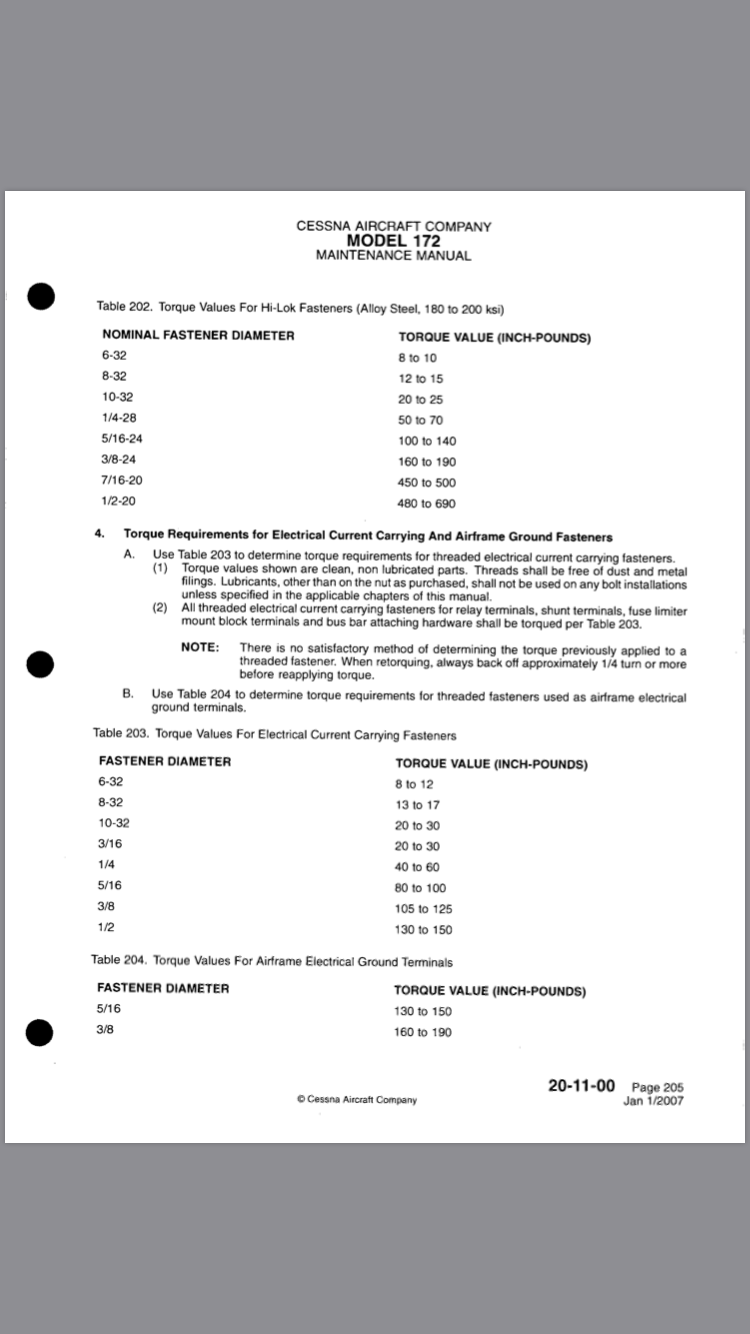 CESSNA AIRCRAFT COMPANY
MODEL 172
MAINTENANCE MANUAL
Table 202. Torque Values For Hi-Lok Fasteners (Alloy Steel, 180 to 200 ksi)
NOMINAL FASTENER DIAMETER TORQUE VALUE (INCH-POUNDS)
6-32 8 to 10
8-32 12 to 15
10-32 20 to 25
1/4-28 50 to 70
5/16-24 100 to 140
3/8-24 160 to 190
7/16-20 450 to 500
1/2-20 480 to 690
4. Torque Requirements for Electrical Current Carrying And Airframe Ground Fasteners
A. Use Table 203 to determine torque requirements for threaded electrical current carrying fasteners.
(1) Torque values shown are clean, non lubricated parts. Threads shall be free of dust and metal
filings. Lubricants, other than on the nut as purchased, shall not be used on any bolt installations
unless specified in the applicable chapters of this manual.
(2) All threaded electrical current carrying fasteners for relay terminals, shunt terminals, fuse limiter
mount block terminals and bus bar attaching hardware shall be torqued per Table 203.
NOTE: There is no satisfactory method of determining the torque previously applied to a
threaded fastener. When retorquing, always back off approximately 1/4 turn or more
before reapplying torque.
B. Use Table 204 to determine torque requirements for threaded fasteners used as airframe electrical
ground terminals.
Table 203. Torque Values For Electrical Current Carrying Fasteners
FASTENER DIAMETER TORQUE VALUE (INCH-POUNDS)
6-32 8 to 12
8-32 13 to 17
10-32 20 to 30
3/16 20 to 30
1/4 40 to 60
5/16 80 to 100
3/8 105 to 125
1/2 130 to 150
Table 204. Torque Values For Airframe Electrical Ground Terminals
FASTENER DIAMETER TORQUE VALUE (INCH-POUNDS)
5/16 130 to 150
3/8 160 to 190
20-11-00 Page 205
© Cessna Aircraft Company Jan 1/2007